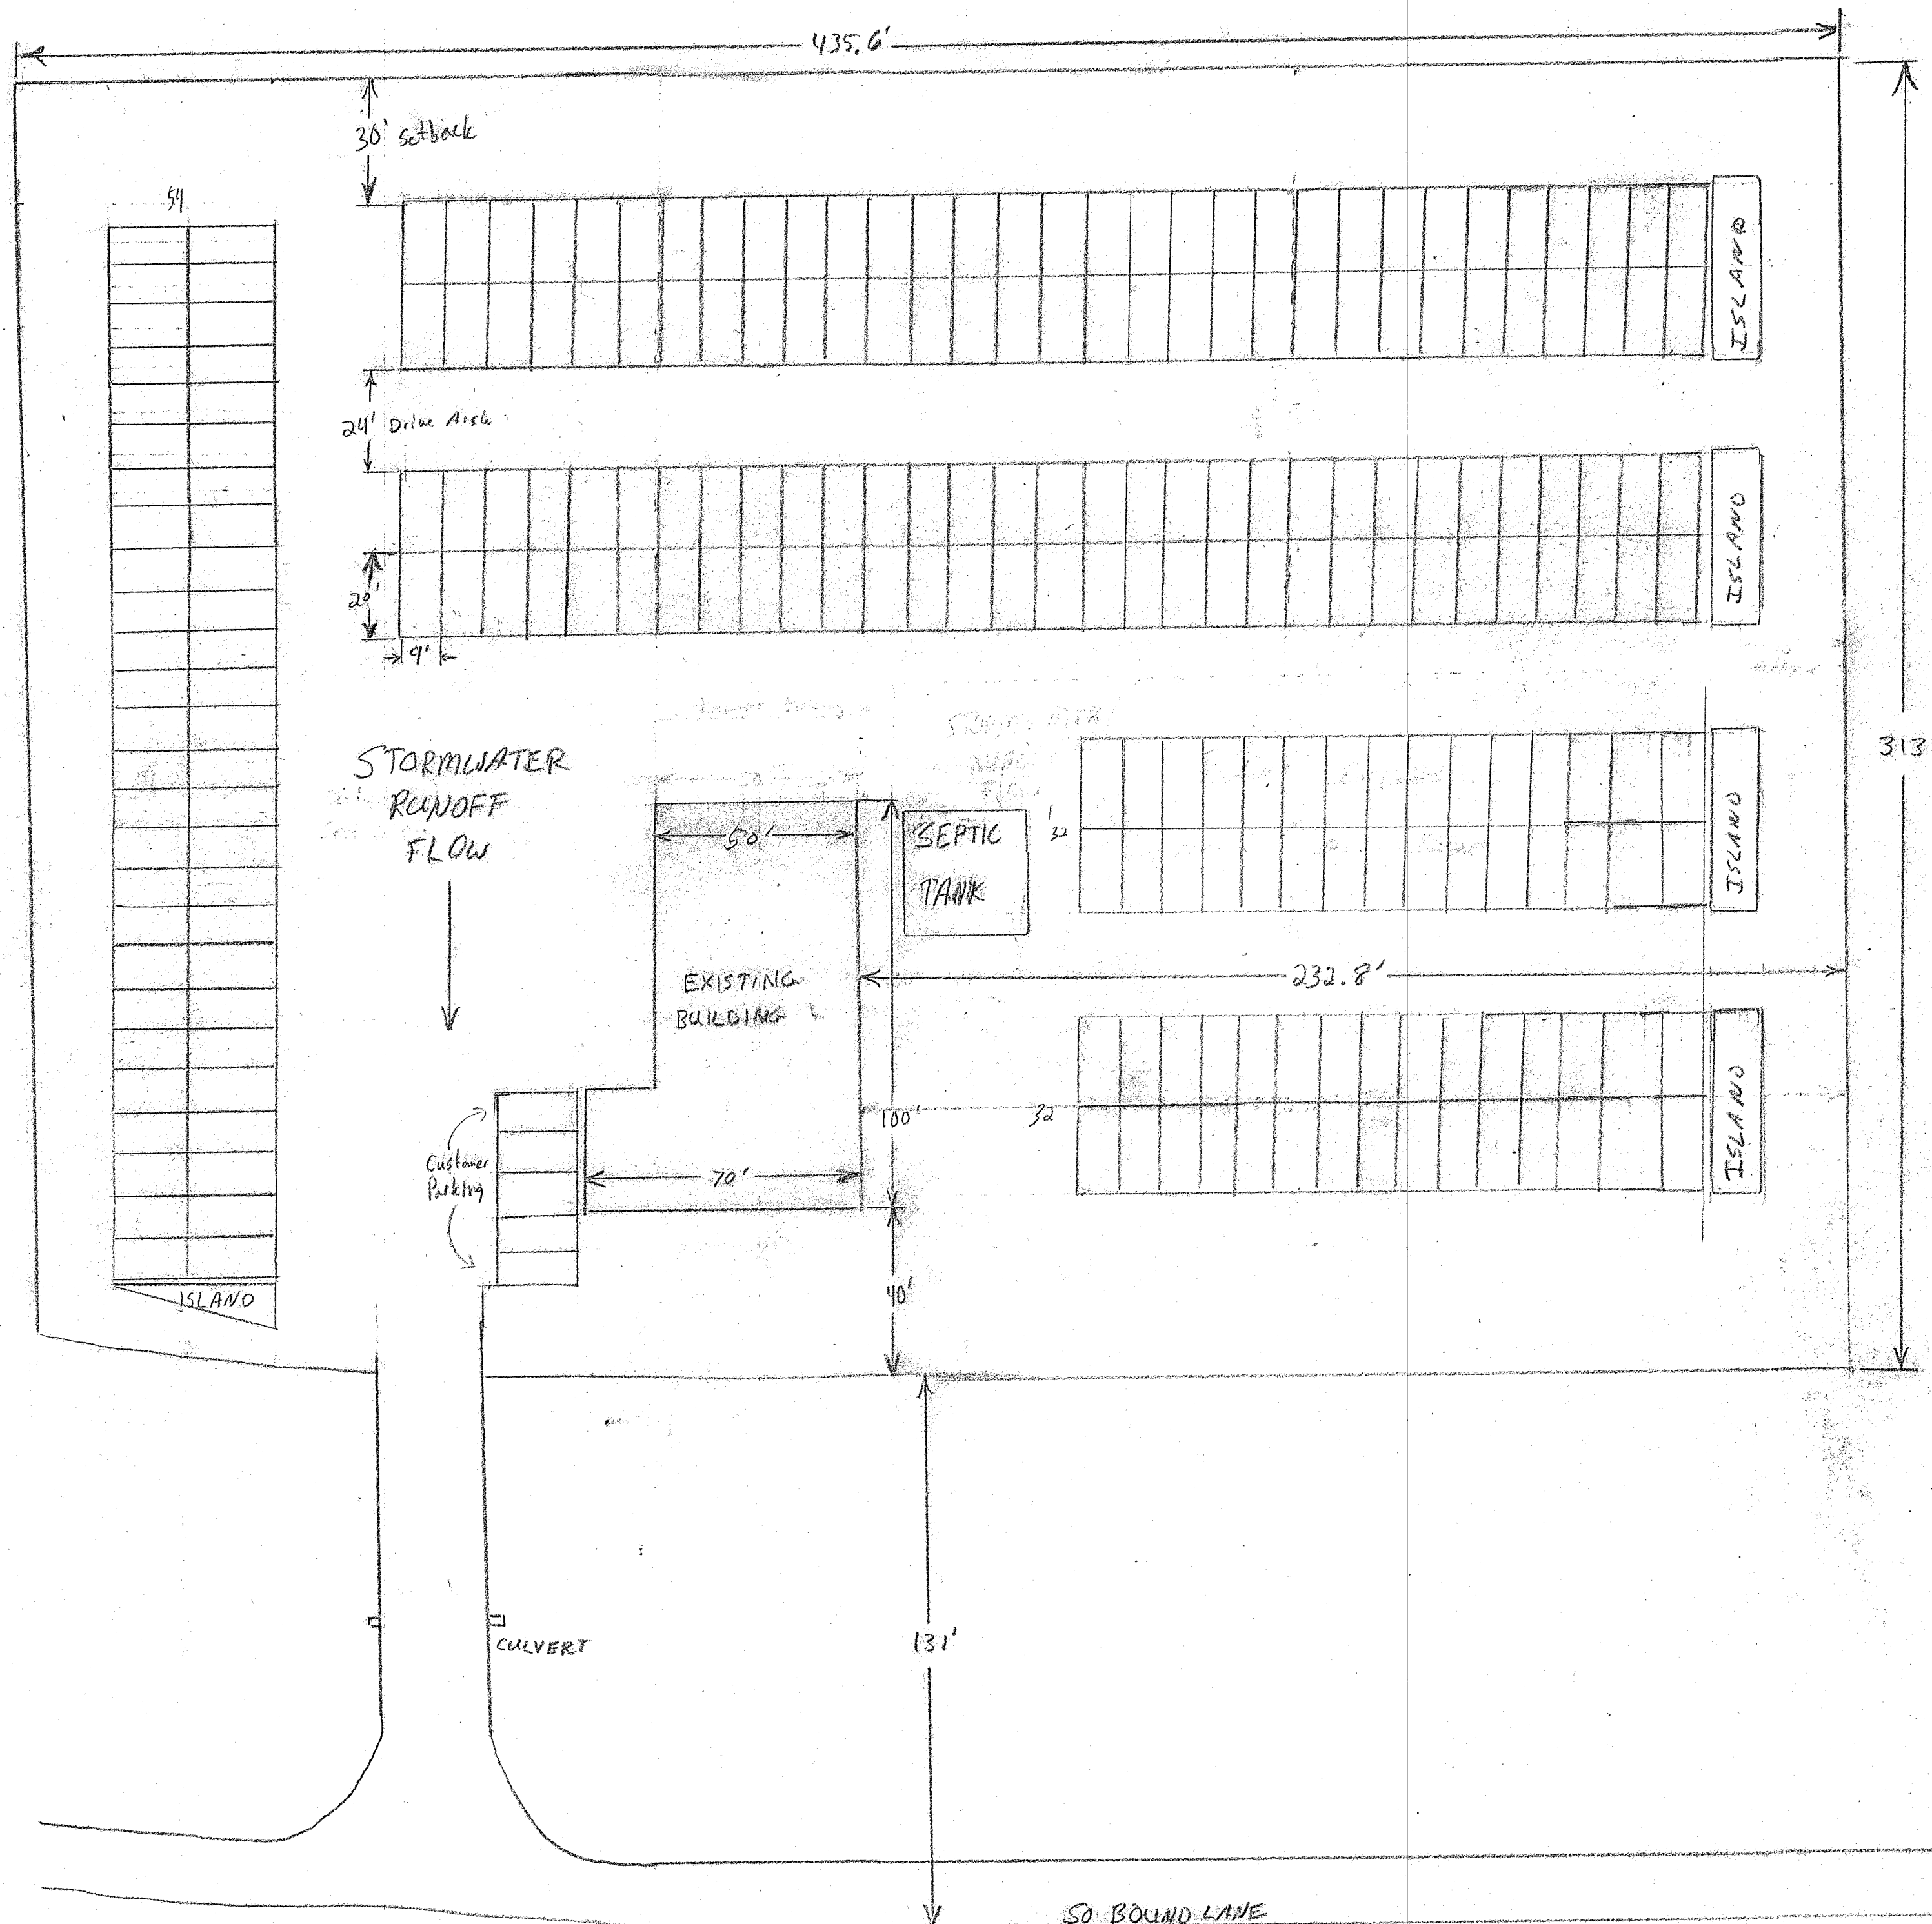 435.6'
30' Setback
54
ISLAND
24' Drive Aisle
ISLAND
20'
9'
STORMWATER
RUNOFF
FLOW
313
50'
SEPTIC
TANK
32
ISLAND
232.8'
EXISTING
BUILDING
100'
32
ISLAND
Customer
Parking
70'
40'
ISLAND
CULVERT
131'
SO BOUND LANE